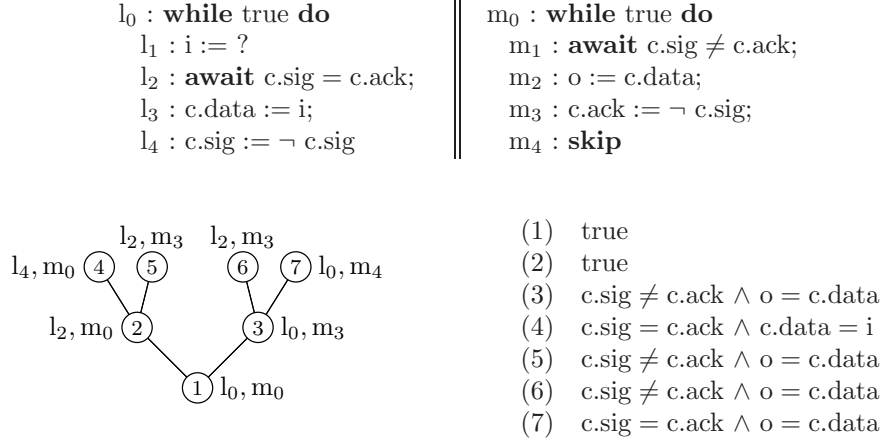 l₀ : while true do
l₁ : i := ?
l₂ : await c.sig = c.ack;
l₃ : c.data := i;
l₄ : c.sig := ¬ c.sig
m₀ : while true do
m₁ : await c.sig ≠ c.ack;
m₂ : o := c.data;
m₃ : c.ack := ¬ c.sig;
m₄ : skip
l₂, m₃ l₂, m₃
l₄, m₀ 4 5 6 7 l₀, m₄
l₂, m₀ 2 3 l₀, m₃
1 l₀, m₀
(1) true
(2) true
(3) c.sig ≠ c.ack ∧ o = c.data
(4) c.sig = c.ack ∧ c.data = i
(5) c.sig ≠ c.ack ∧ o = c.data
(6) c.sig ≠ c.ack ∧ o = c.data
(7) c.sig = c.ack ∧ o = c.data